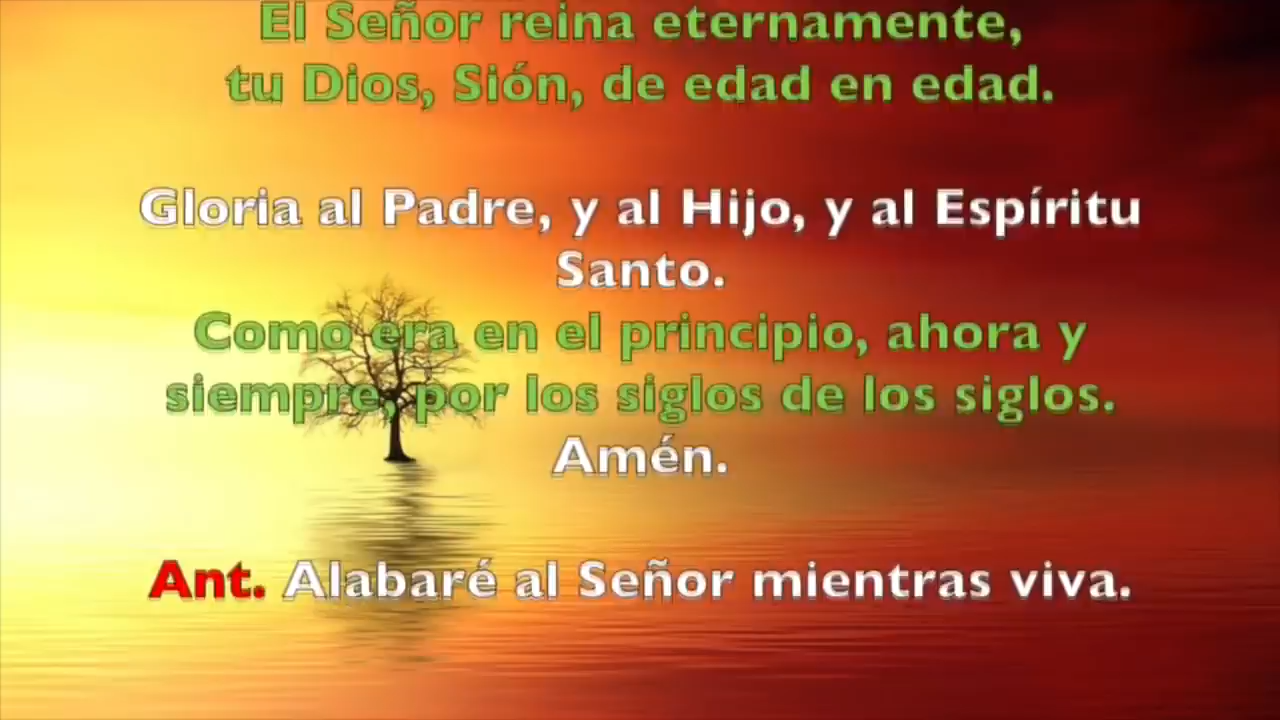 El Señor reina eternamente,
tu Dios, Sión, de edad en edad.
Gloria al Padre, y al Hijo, y al Espíritu
Santo.
Como era en el principio, ahora y
siempre, por los siglos de los siglos.
Amén.
Ant. Alabaré al Señor mientras viva.